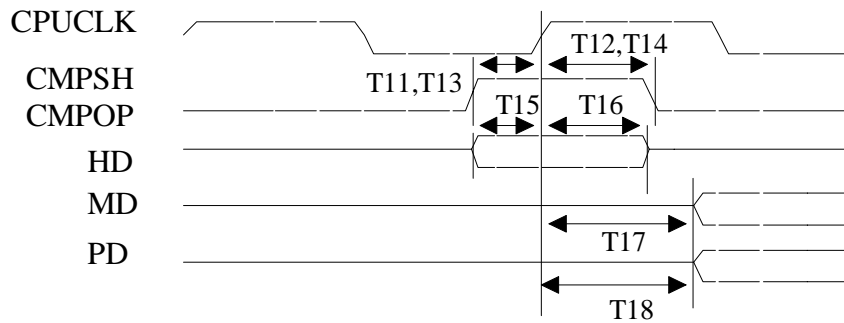 CPUCLK
T12,T14
CMPSH
T11,T13
CMPOP
T15
T16
HD
MD
T17
PD
T18